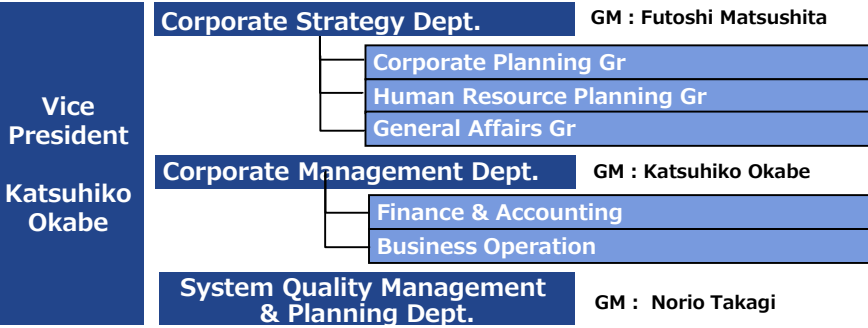 Vice
President
Katsuhiko
Okabe
Corporate Strategy Dept.
GM : Futoshi Matsushita
Corporate Planning Gr
Human Resource Planning Gr
General Affairs Gr
Corporate Management Dept.
GM : Katsuhiko Okabe
Finance & Accounting
Business Operation
System Quality Management
& Planning Dept.
GM : Norio Takagi